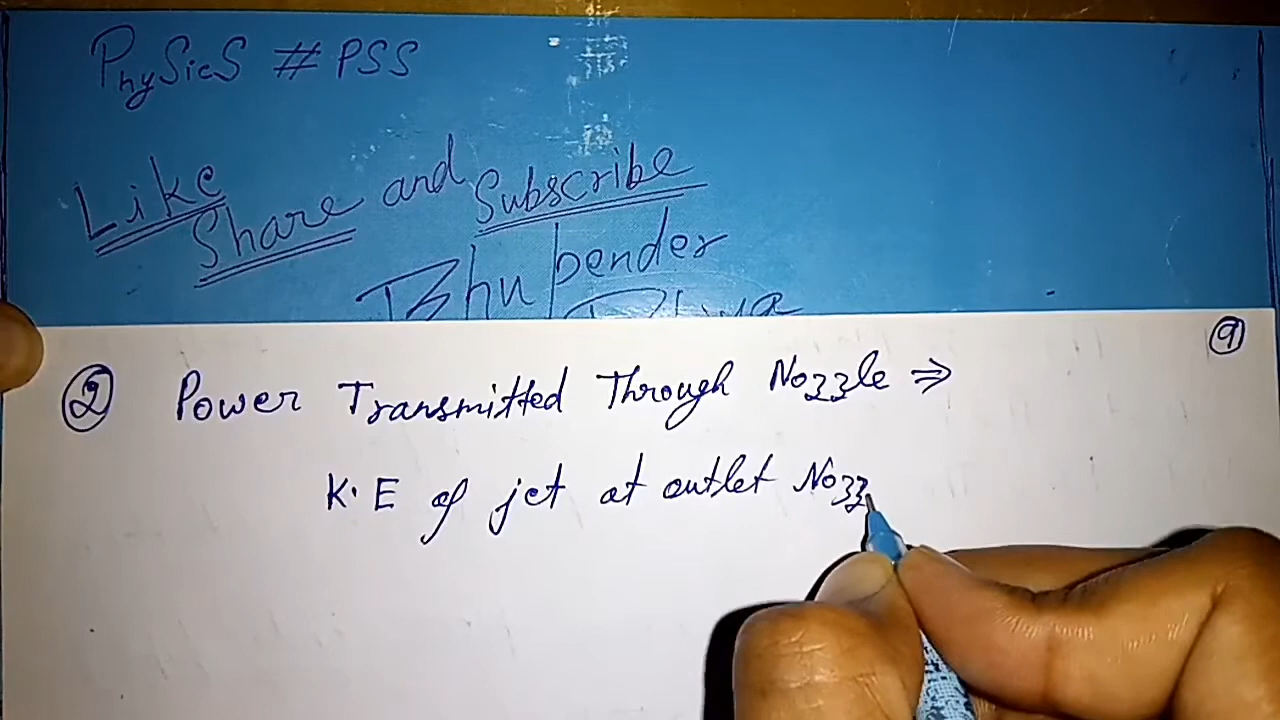 PhySicS # PSS
Like Share and Subscribe
Bhupender
9
2 Power Transmitted Through Nozzle ⇒
K.E of jet at outlet Nozz